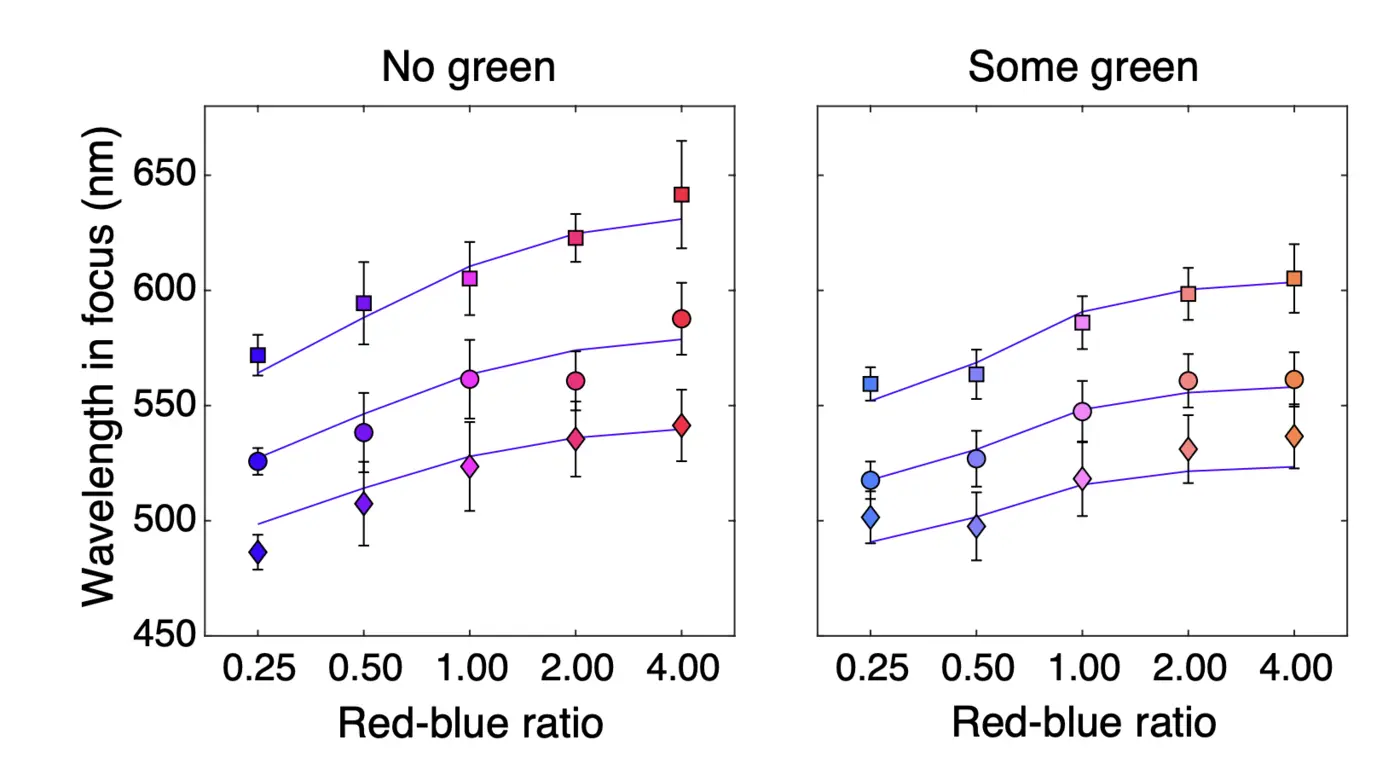 No green
Some green
Wavelength in focus (nm)
650
600
550
500
450
0.25 0.50 1.00 2.00 4.00
0.25 0.50 1.00 2.00 4.00
Red-blue ratio
Red-blue ratio